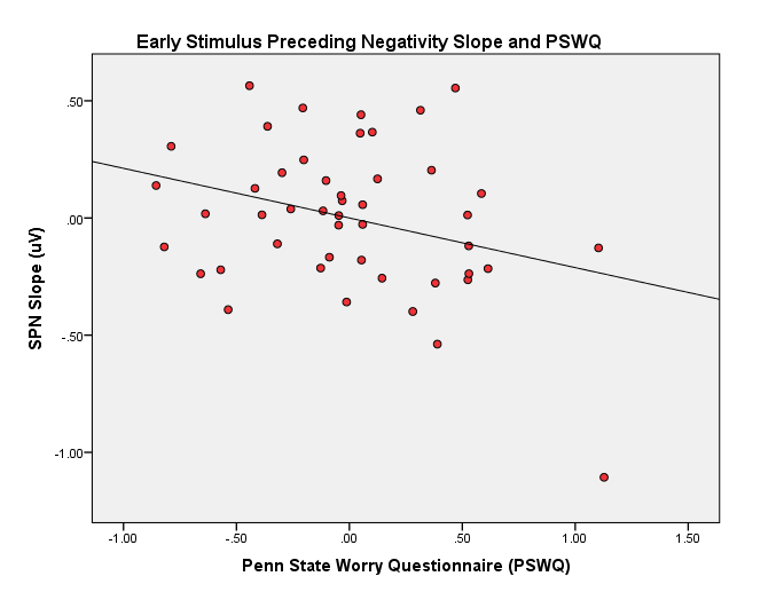 Early Stimulus Preceding Negativity Slope and PSWQ
SPN Slope (uV)
.50
.00
-.50
-1.00
-1.00 -.50 .00 .50 1.00 1.50
Penn State Worry Questionnaire (PSWQ)